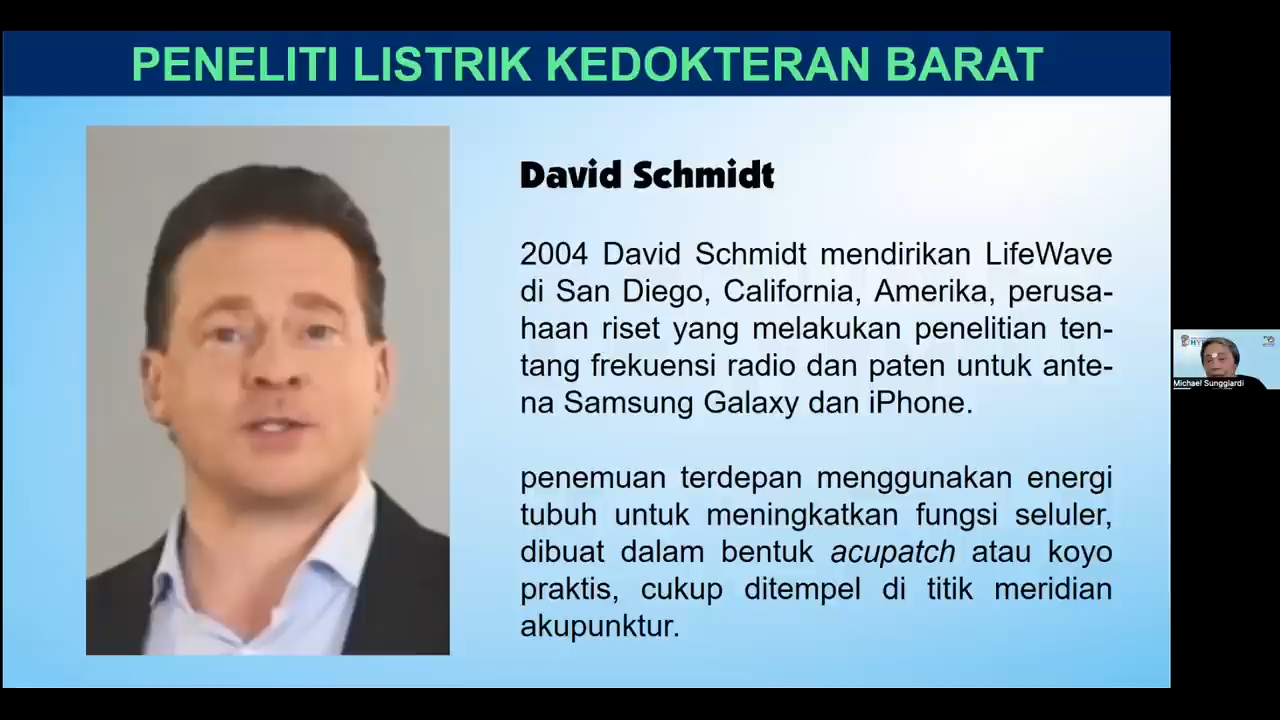 PENELITI LISTRIK KEDOKTERAN BARAT
David Schmidt
2004 David Schmidt mendirikan LifeWave
di San Diego, California, Amerika, perusa-
haan riset yang melakukan penelitian ten-
tang frekuensi radio dan paten untuk ante-
na Samsung Galaxy dan iPhone.
penemuan terdepan menggunakan energi
tubuh untuk meningkatkan fungsi seluler,
dibuat dalam bentuk acupatch atau koyo
praktis, cukup ditempel di titik meridian
akupunktur.
Michael Sunggiardi